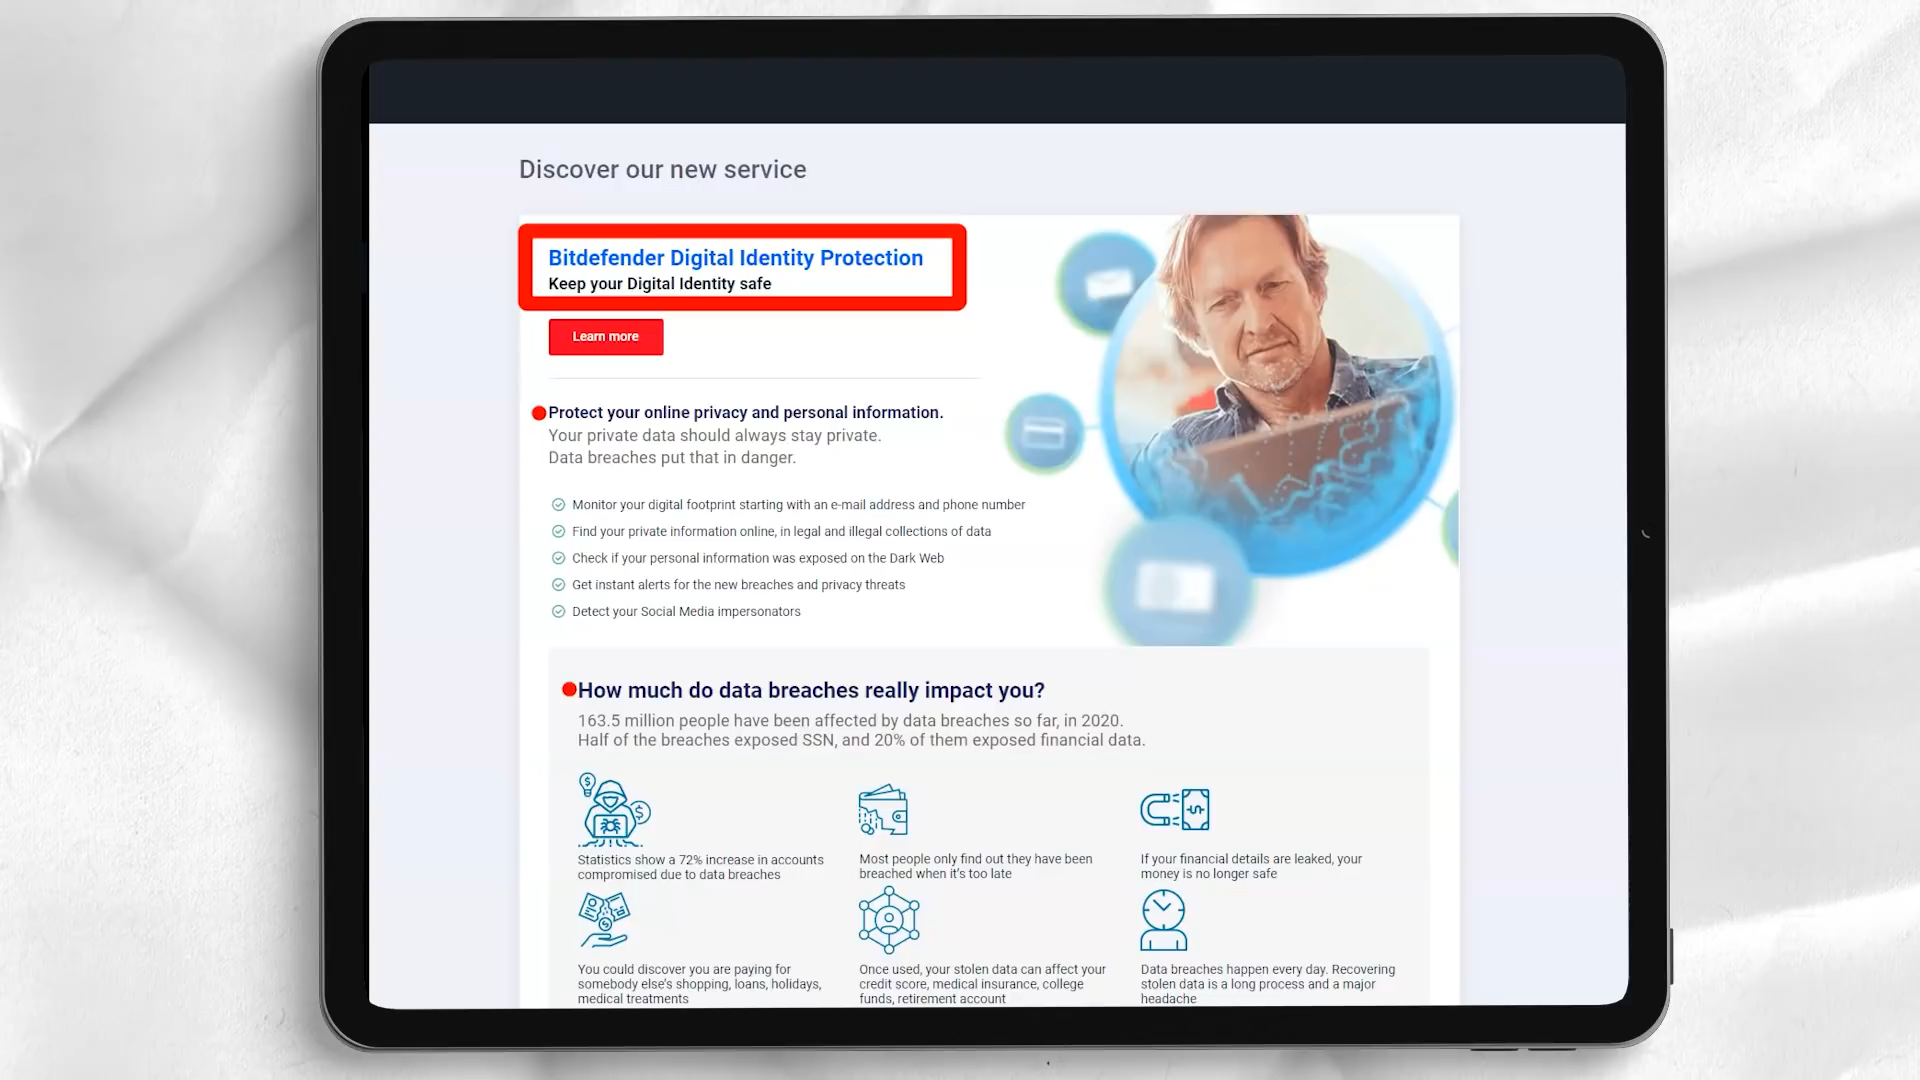 Discover our new service
Bitdefender Digital Identity Protection
Keep your Digital Identity safe
Learn more
Protect your online privacy and personal information.
Your private data should always stay private.
Data breaches put that in danger.
Monitor your digital footprint starting with an e-mail address and phone number
Find your private information online, in legal and illegal collections of data
Check if your personal information was exposed on the Dark Web
Get instant alerts for the new breaches and privacy threats
Detect your Social Media impersonators
How much do data breaches really impact you?
163.5 million people have been affected by data breaches so far, in 2020.
Half of the breaches exposed SSN, and 20% of them exposed financial data.
Statistics show a 72% increase in accounts
compromised due to data breaches
Most people only find out they have been
breached when it's too late
If your financial details are leaked, your
money is no longer safe
You could discover you are paying for
somebody else's shopping, loans, holidays,
medical treatments
Once used, your stolen data can affect your
credit score, medical insurance, college
funds, retirement account
Data breaches happen every day. Recovering
stolen data is a long process and a major
headache